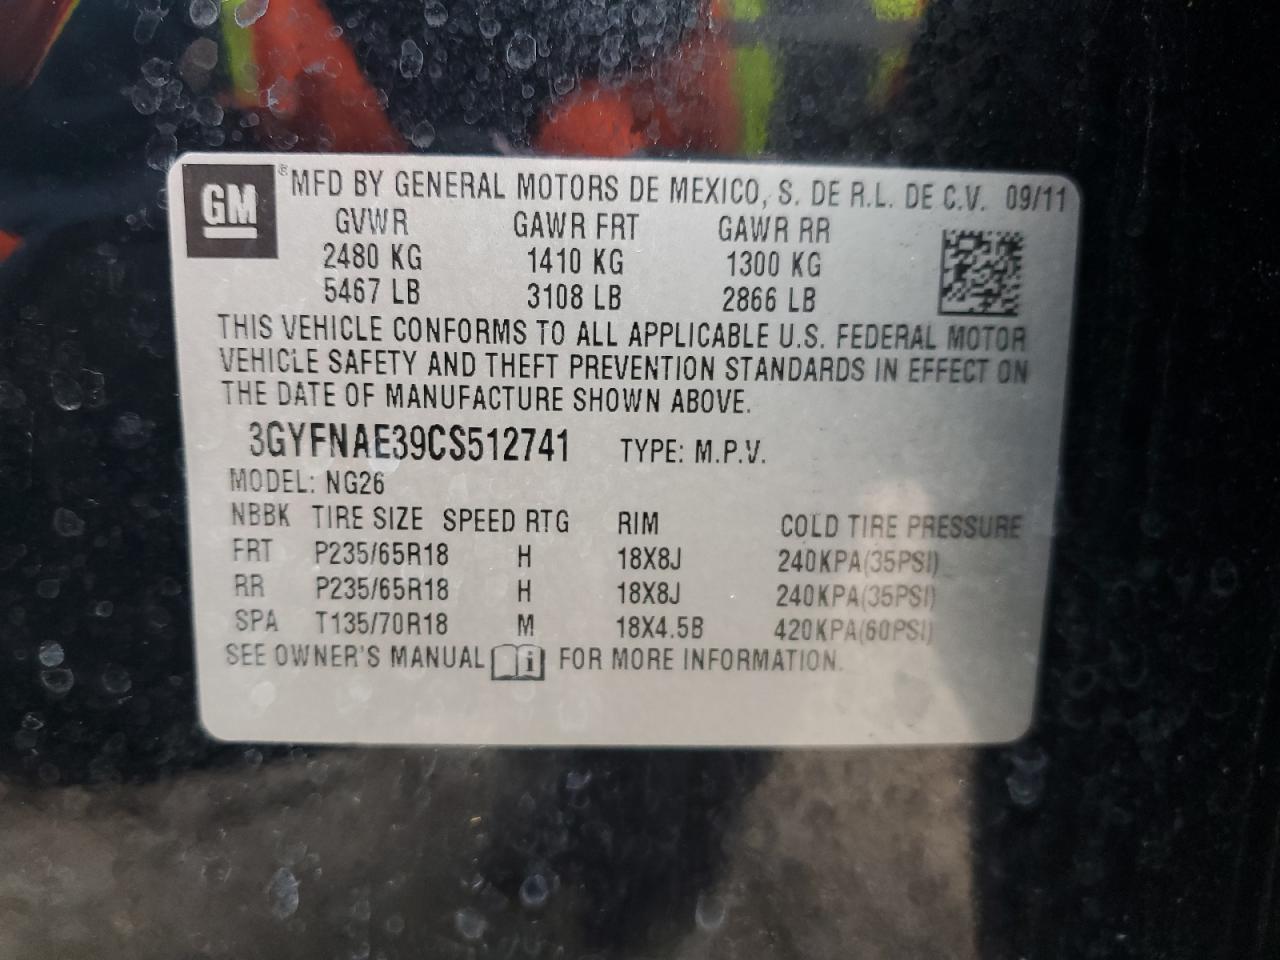 GM ® MFD BY GENERAL MOTORS DE MEXICO, S. DE R.L. DE C.V. 09/11
GVWR GAWR FRT GAWR RR
2480 KG 1410 KG 1300 KG
5467 LB 3108 LB 2866 LB
THIS VEHICLE CONFORMS TO ALL APPLICABLE U.S. FEDERAL MOTOR
VEHICLE SAFETY AND THEFT PREVENTION STANDARDS IN EFFECT ON
THE DATE OF MANUFACTURE SHOWN ABOVE.
3GYFNAE39CS512741 TYPE: M.P.V.
MODEL: NG26
NBBK TIRE SIZE SPEED RTG RIM COLD TIRE PRESSURE
FRT P235/65R18 H 18X8J 240KPA(35PSI)
RR P235/65R18 H 18X8J 240KPA(35PSI)
SPA T135/70R18 M 18X4.5B 420KPA(60PSI)
SEE OWNER'S MANUAL i FOR MORE INFORMATION.